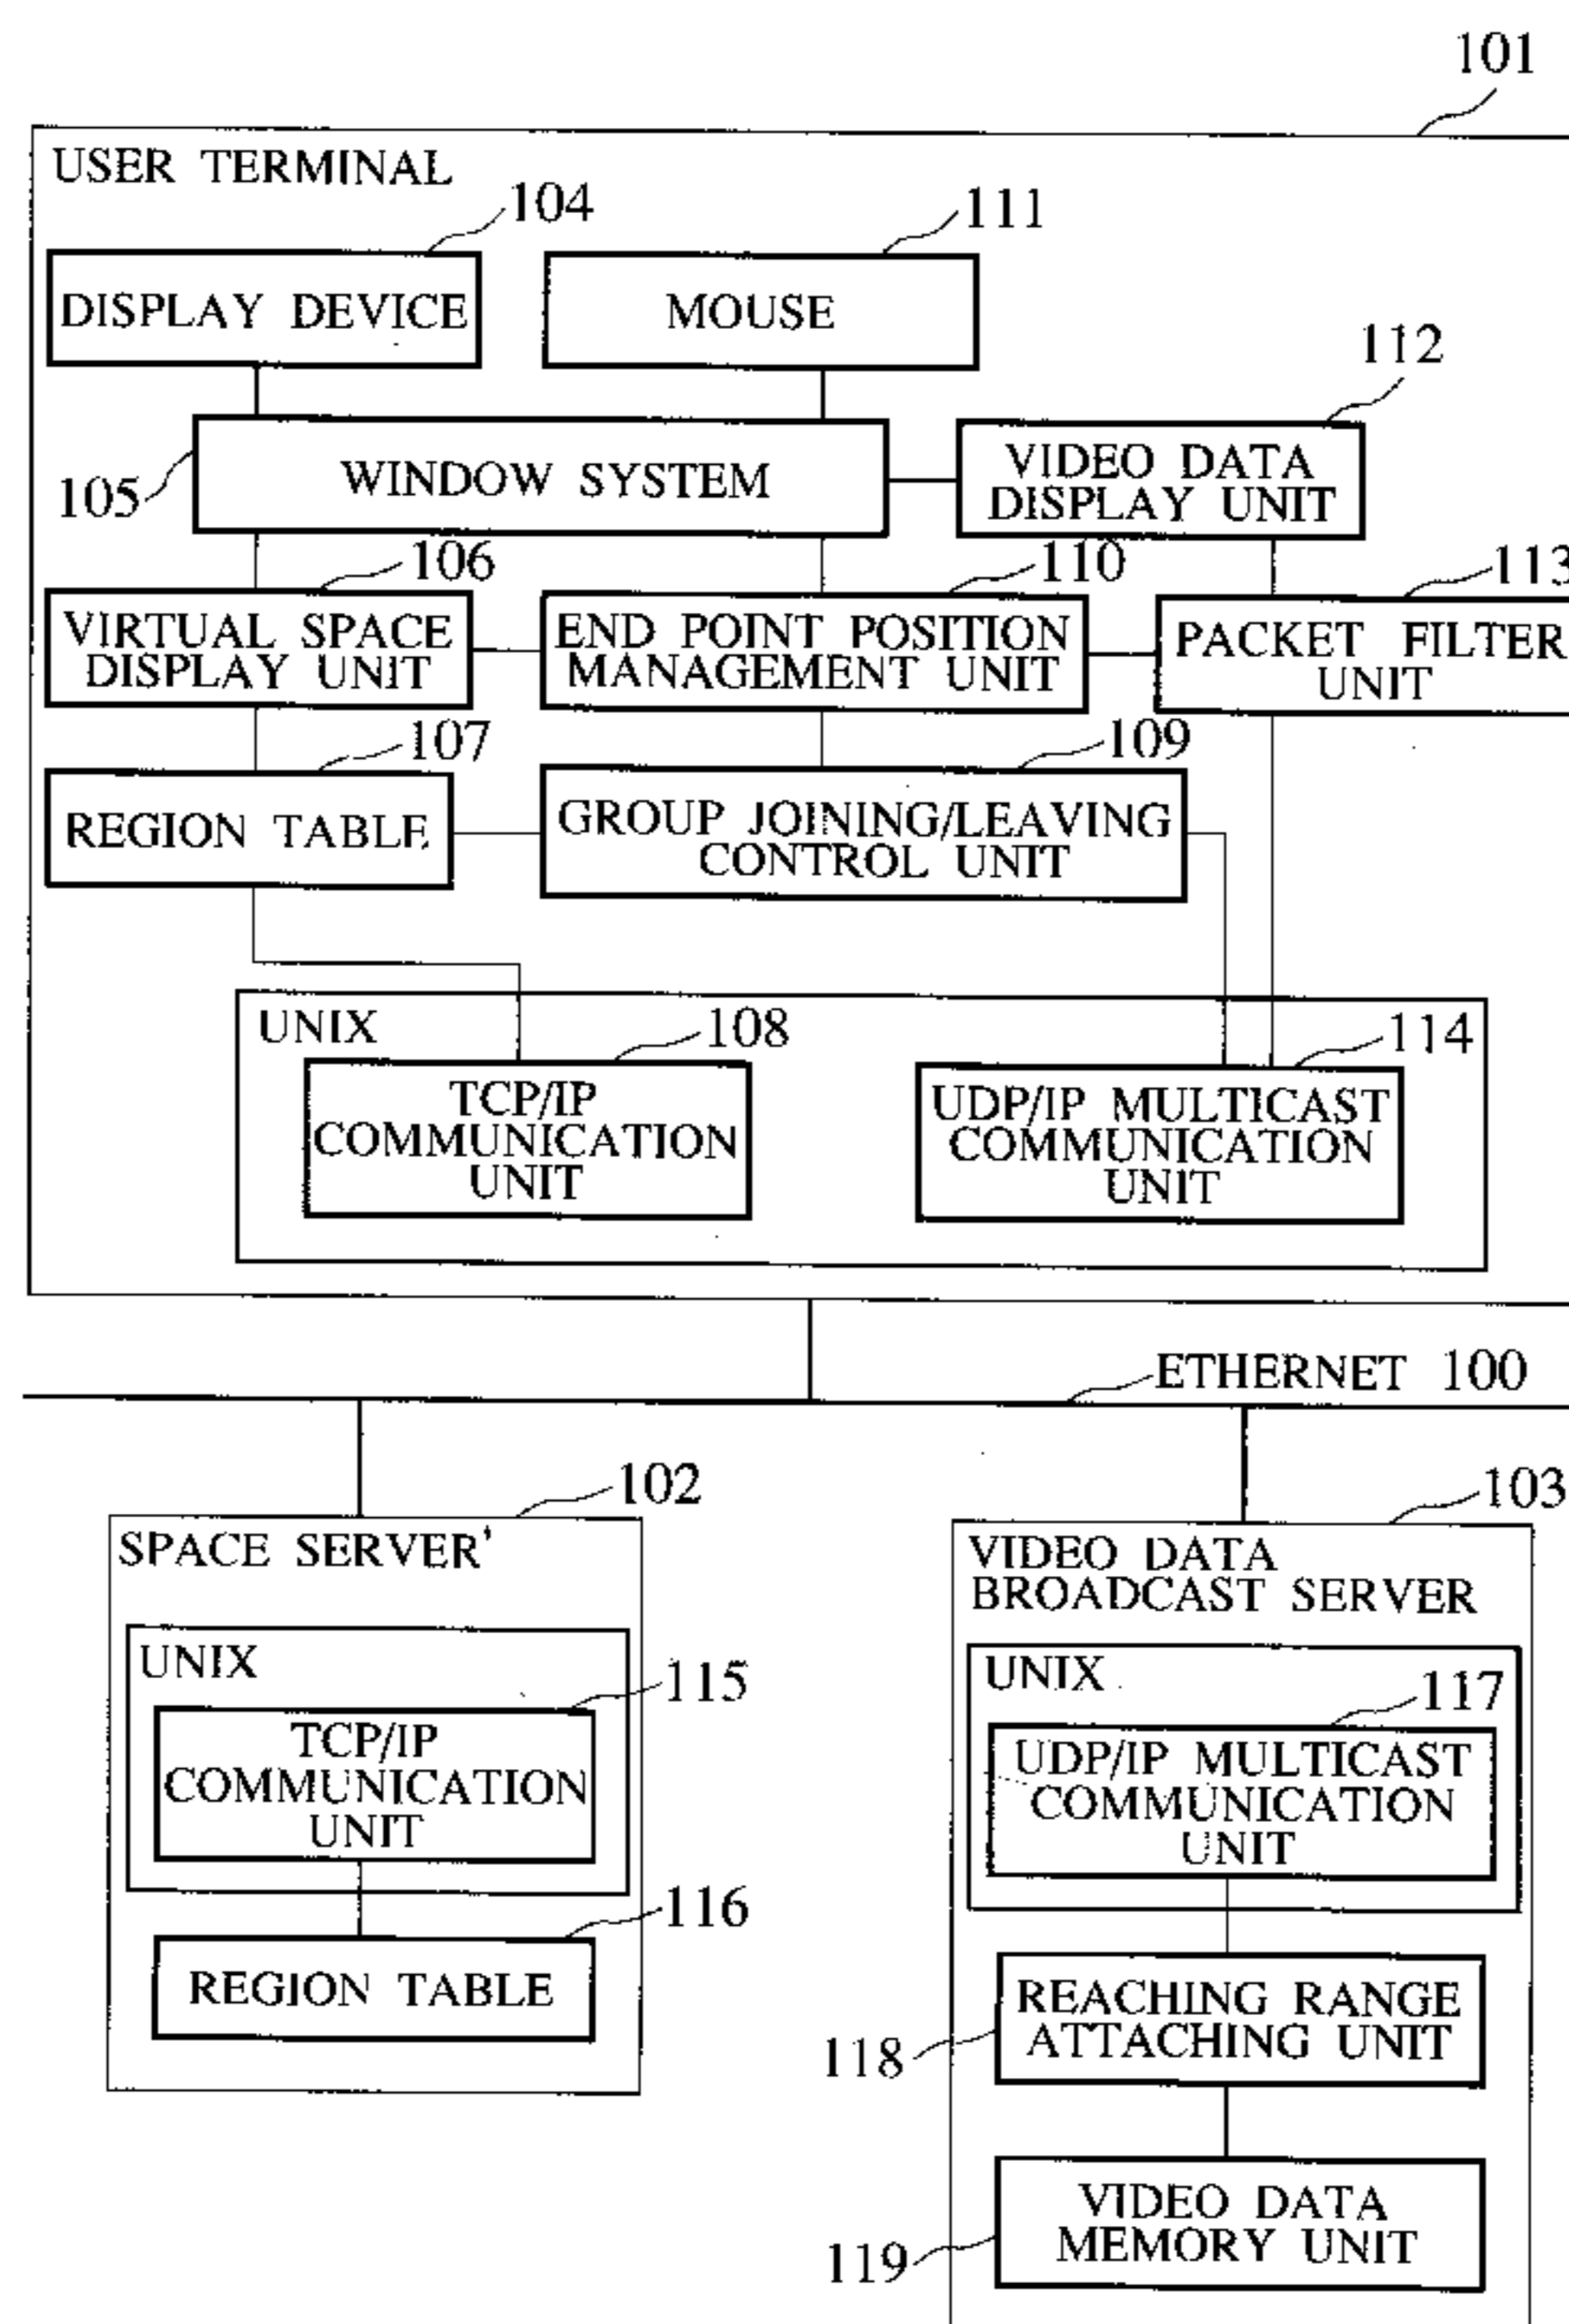 101
USER TERMINAL
104
111
DISPLAY DEVICE
MOUSE
112
105
WINDOW SYSTEM
VIDEO DATA
DISPLAY UNIT
106
110
113
VIRTUAL SPACE
DISPLAY UNIT
END POINT POSITION
MANAGEMENT UNIT
PACKET FILTER
UNIT
107
109
REGION TABLE
GROUP JOINING/LEAVING
CONTROL UNIT
UNIX
108
114
TCP/IP
COMMUNICATION
UNIT
UDP/IP MULTICAST
COMMUNICATION
UNIT
ETHERNET 100
102
103
SPACE SERVER'
UNIX
115
TCP/IP
COMMUNICATION
UNIT
116
REGION TABLE
VIDEO DATA
BROADCAST SERVER
UNIX
117
UDP/IP MULTICAST
COMMUNICATION
UNIT
118
REACHING RANGE
ATTACHING UNIT
119
VIDEO DATA
MEMORY UNIT